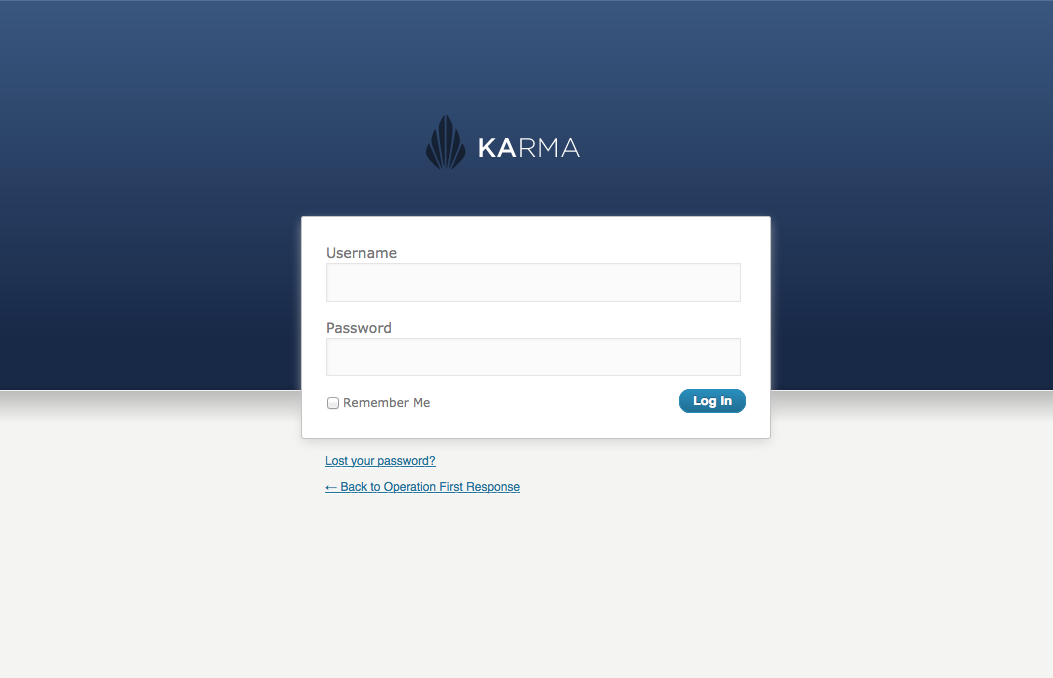 KARMA
Username
Password
Remember Me
Log In
Lost your password?
← Back to Operation First Response